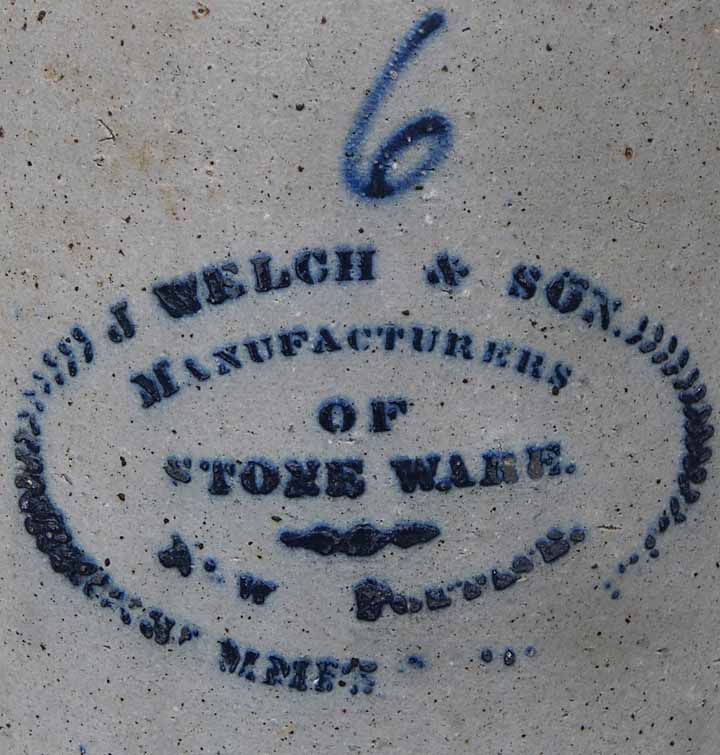 6
J WELCH & SON.
MANUFACTURERS
OF
STONE WARE.